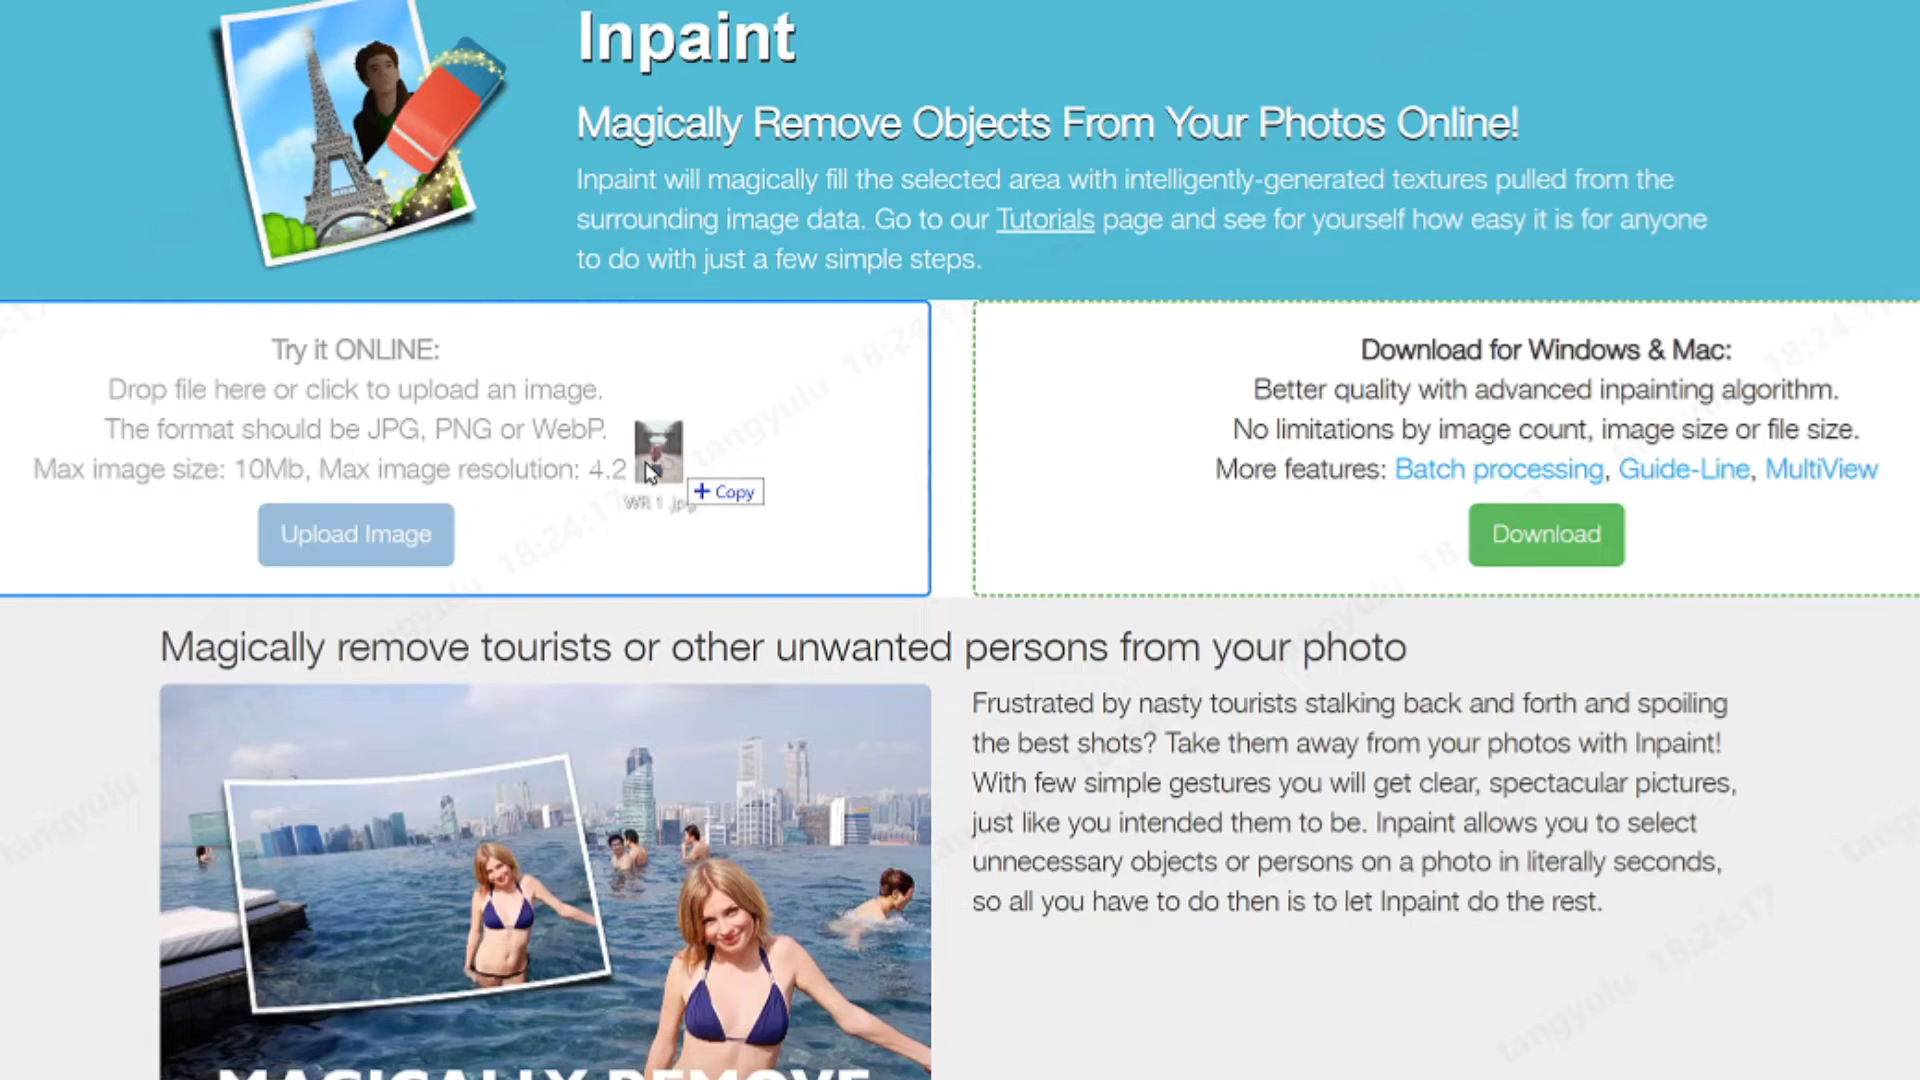 Inpaint
Magically Remove Objects From Your Photos Online!
Inpaint will magically fill the selected area with intelligently-generated textures pulled from the
surrounding image data. Go to our Tutorials page and see for yourself how easy it is for anyone
to do with just a few simple steps.
Try it ONLINE:
Drop file here or click to upload an image.
The format should be JPG, PNG or WebP.
Max image size: 10Mb, Max image resolution: 4.2
WR 1 .jpg
+ Copy
Upload Image
Download for Windows & Mac:
Better quality with advanced inpainting algorithm.
No limitations by image count, image size or file size.
More features: Batch processing, Guide-Line, MultiView
Download
Magically remove tourists or other unwanted persons from your photo
Frustrated by nasty tourists stalking back and forth and spoiling
the best shots? Take them away from your photos with Inpaint!
With few simple gestures you will get clear, spectacular pictures,
just like you intended them to be. Inpaint allows you to select
unnecessary objects or persons on a photo in literally seconds,
so all you have to do then is to let Inpaint do the rest.
MAGICALLY REMOVE
tangyulu 18:24:17